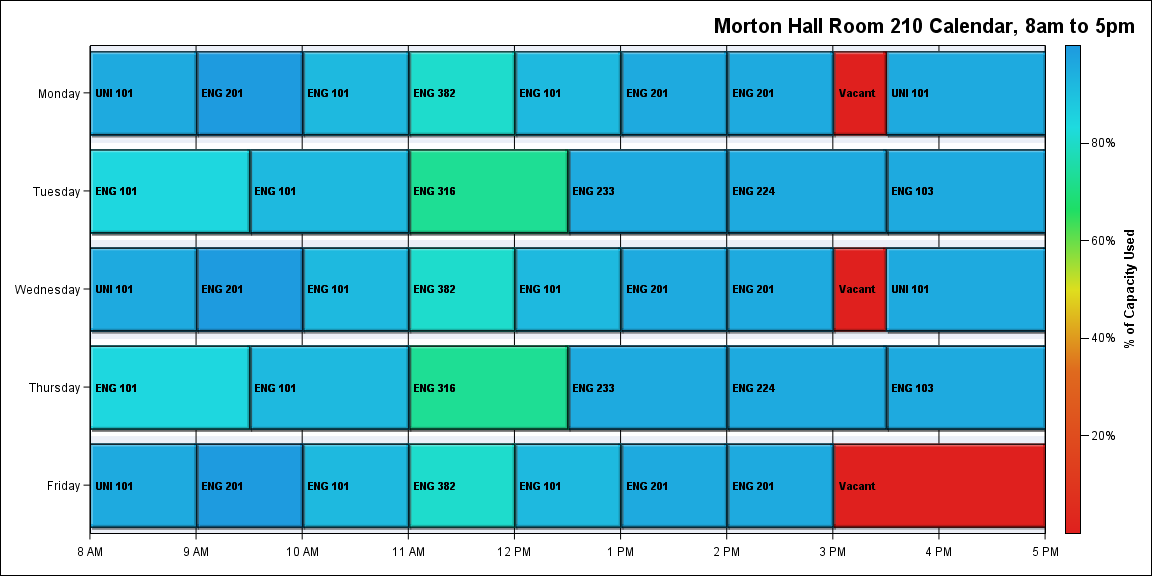 Morton Hall Room 210 Calendar, 8am to 5pm
Monday
UNI 101 ENG 201 ENG 101 ENG 382 ENG 101 ENG 201 ENG 201 Vacant UNI 101
80%
Tuesday
ENG 101 ENG 101 ENG 316 ENG 233 ENG 224 ENG 103
60%
% of Capacity Used
Wednesday
UNI 101 ENG 201 ENG 101 ENG 382 ENG 101 ENG 201 ENG 201 Vacant UNI 101
40%
Thursday
ENG 101 ENG 101 ENG 316 ENG 233 ENG 224 ENG 103
20%
Friday
UNI 101 ENG 201 ENG 101 ENG 382 ENG 101 ENG 201 ENG 201 Vacant
8 AM 9 AM 10 AM 11 AM 12 PM 1 PM 2 PM 3 PM 4 PM 5 PM